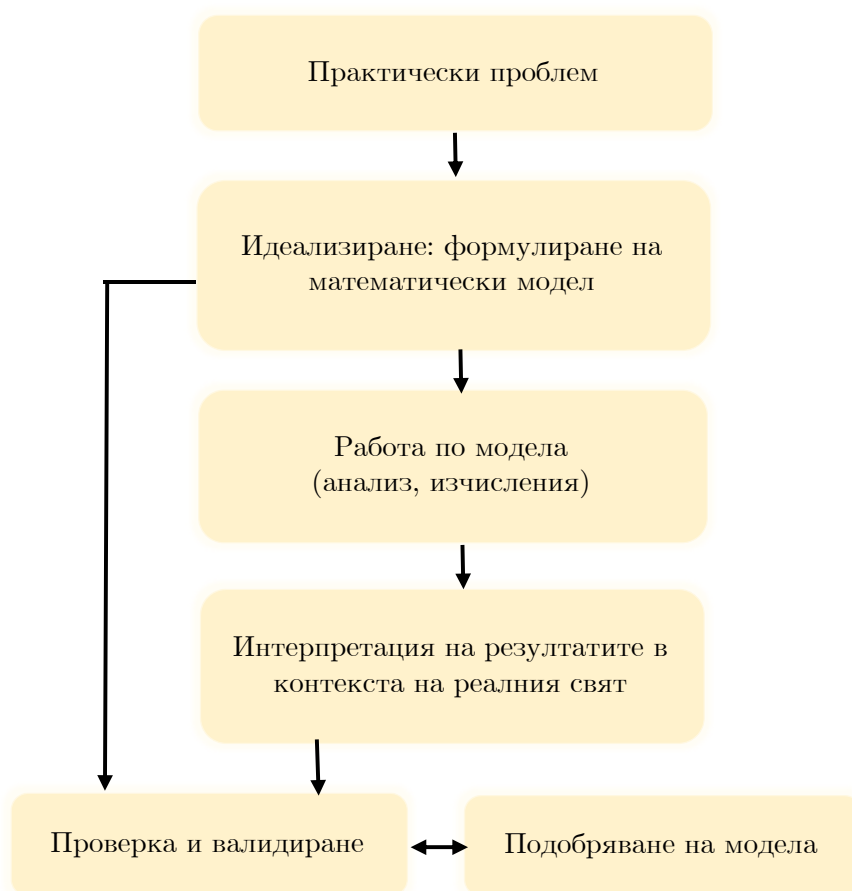 Практически проблем
Идеализиране: формулиране на
математически модел
Работа по модела
(анализ, изчисления)
Интерпретация на резултатите в
контекста на реалния свят
Проверка и валидиране
Подобряване на модела